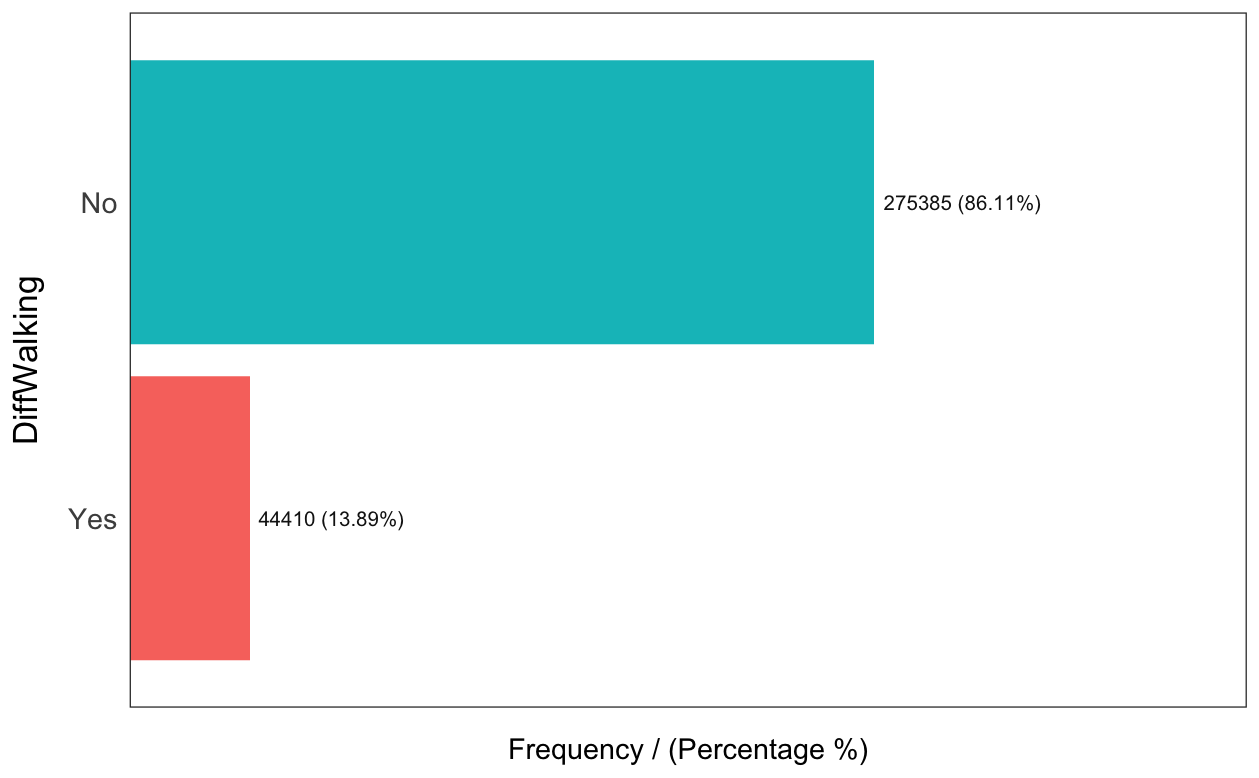 DiffWalking
No
275385 (86.11%)
Yes
44410 (13.89%)
Frequency / (Percentage %)